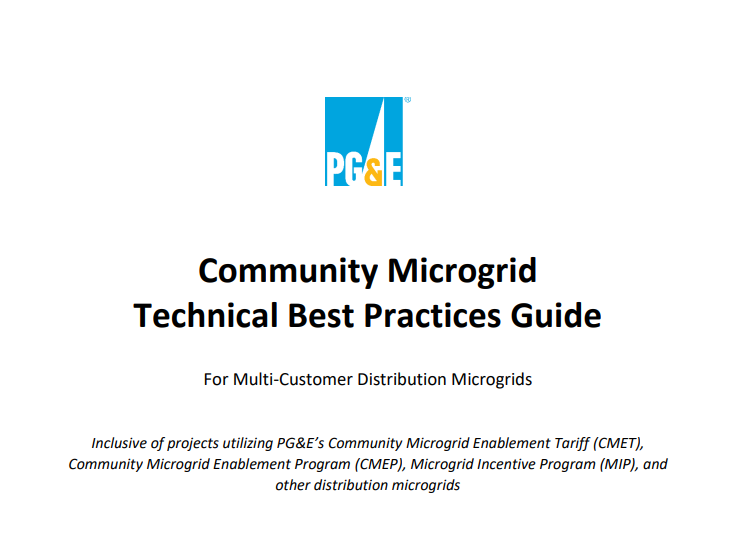 PG&E®
Community Microgrid
Technical Best Practices Guide
For Multi-Customer Distribution Microgrids
Inclusive of projects utilizing PG&E’s Community Microgrid Enablement Tariff (CMET),
Community Microgrid Enablement Program (CMEP), Microgrid Incentive Program (MIP), and
other distribution microgrids